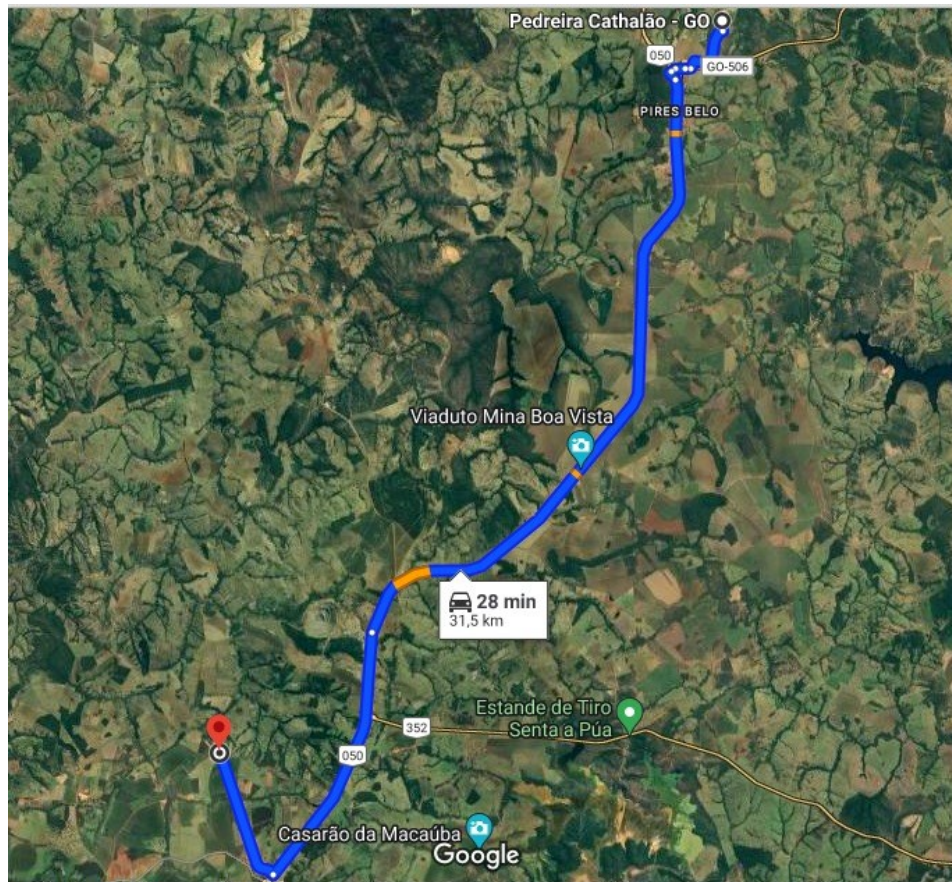 Pedreira Cathalão - GO
050
GO-506
PIRES BELO
Viaduto Mina Boa Vista
28 min
31,5 km
Estande de Tiro
Senta a Púa
352
050
Casarão da Macaúba
Google